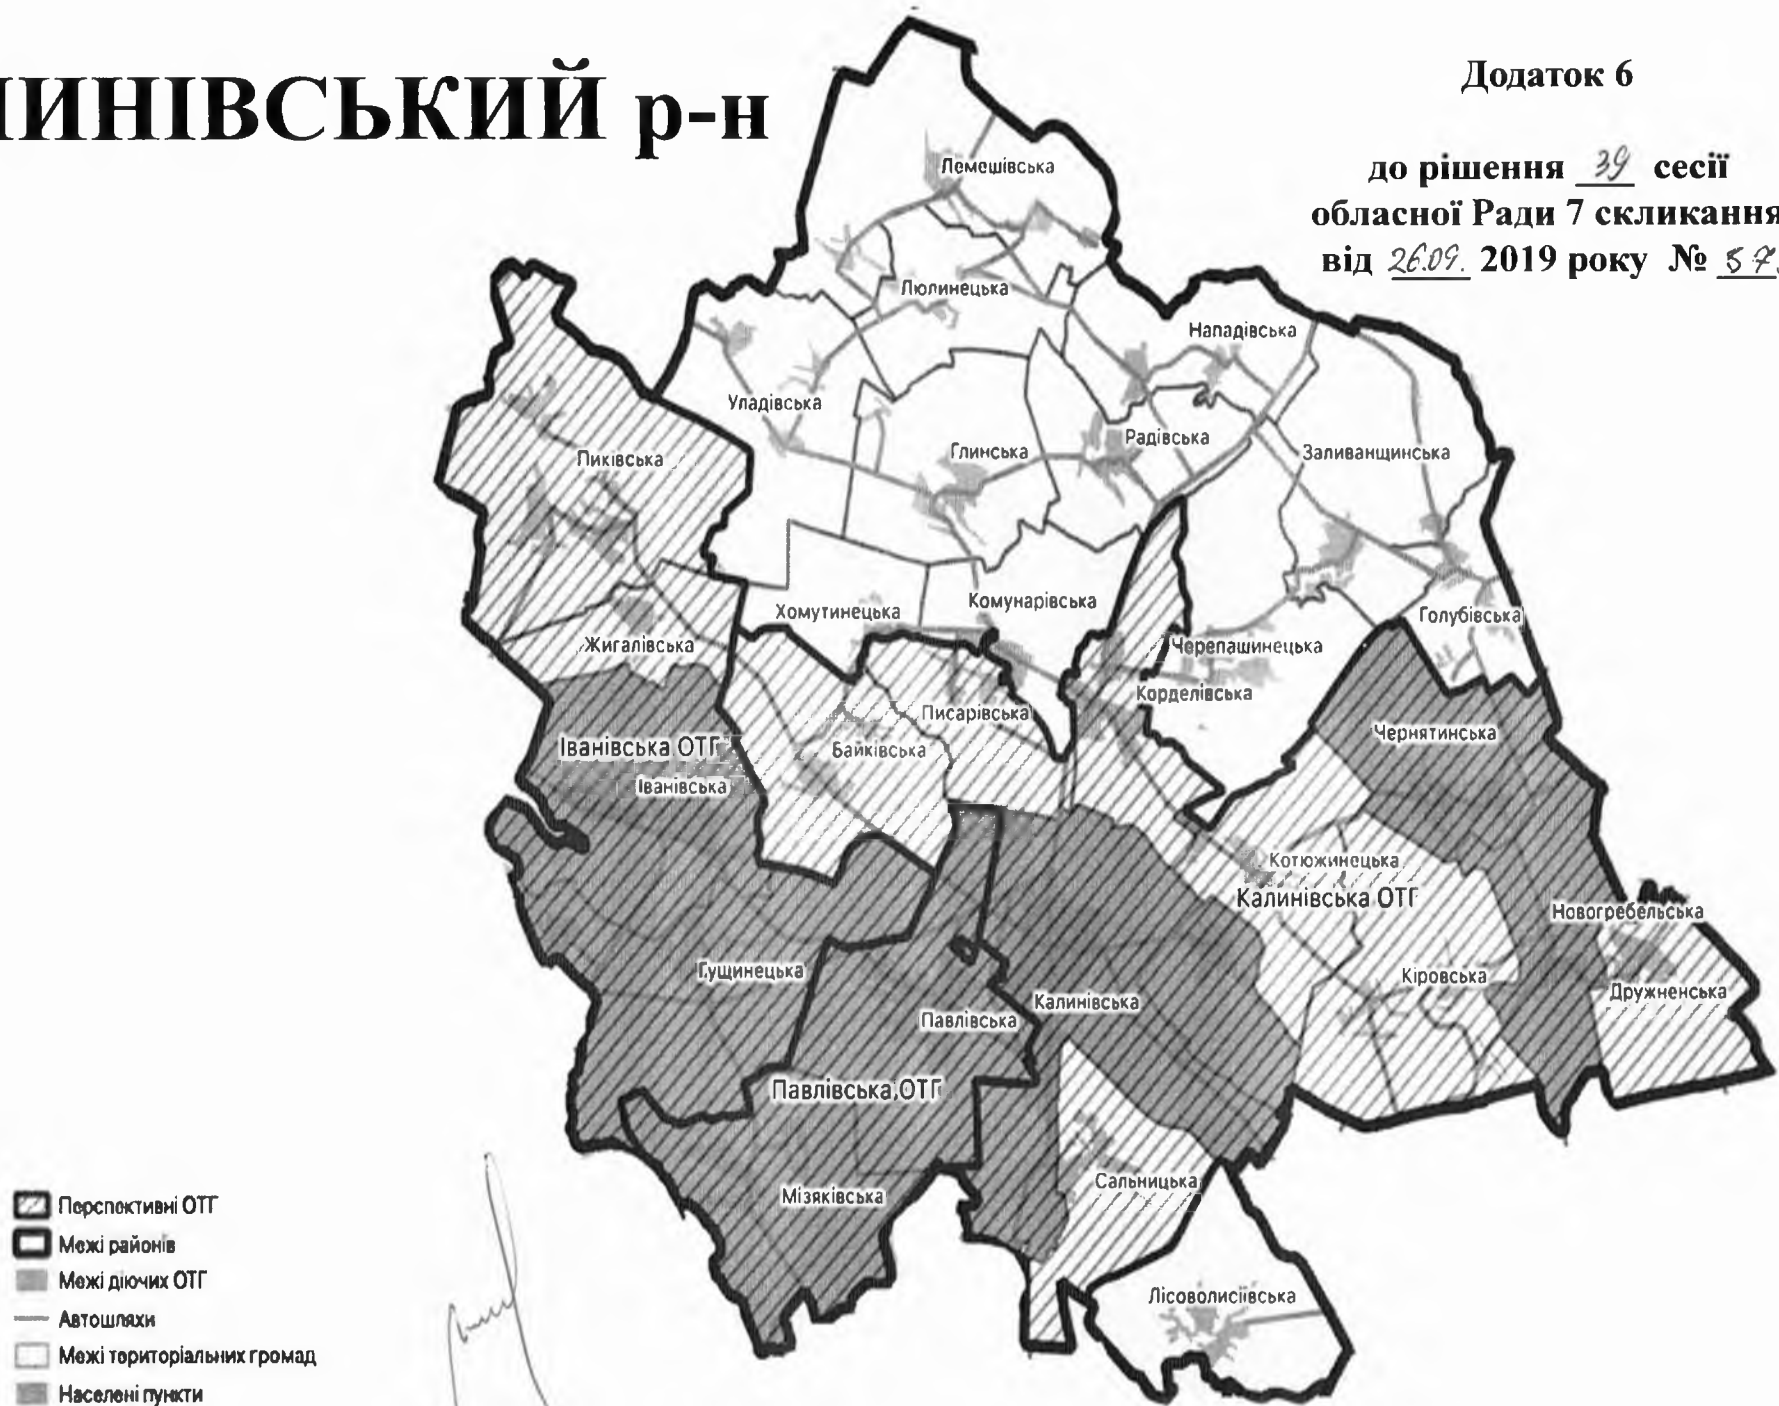 ИНІВСЬКИЙ р-н
Додаток 6
до рішення 39 сесії
обласної Ради 7 скликання
від 26.09. 2019 року №
Лемешівська
Люлинецька
Нападівська
Уладівська
Глинська
Радівська
Заливанщинська
Пиківська
Хомутинецька
Комунарівська
Голубівська
Жигалівська
Черепашинецька
Корделівська
Писарівська
Байківська
Чернятинська
Іванівська ОТГ
Іванівська
Котюжинецька
Калинівська ОТГ
Новогребельська
Гущинецька
Кіровська
Дружненська
Калинівська
Павлівська
Павлівська ОТГ
Сальницька
Мізяківська
Лісоволисіївська
Перспективні ОТГ
Межі районів
Межі діючих ОТГ
Автошляхи
Межі територіальних громад
Населені пункти